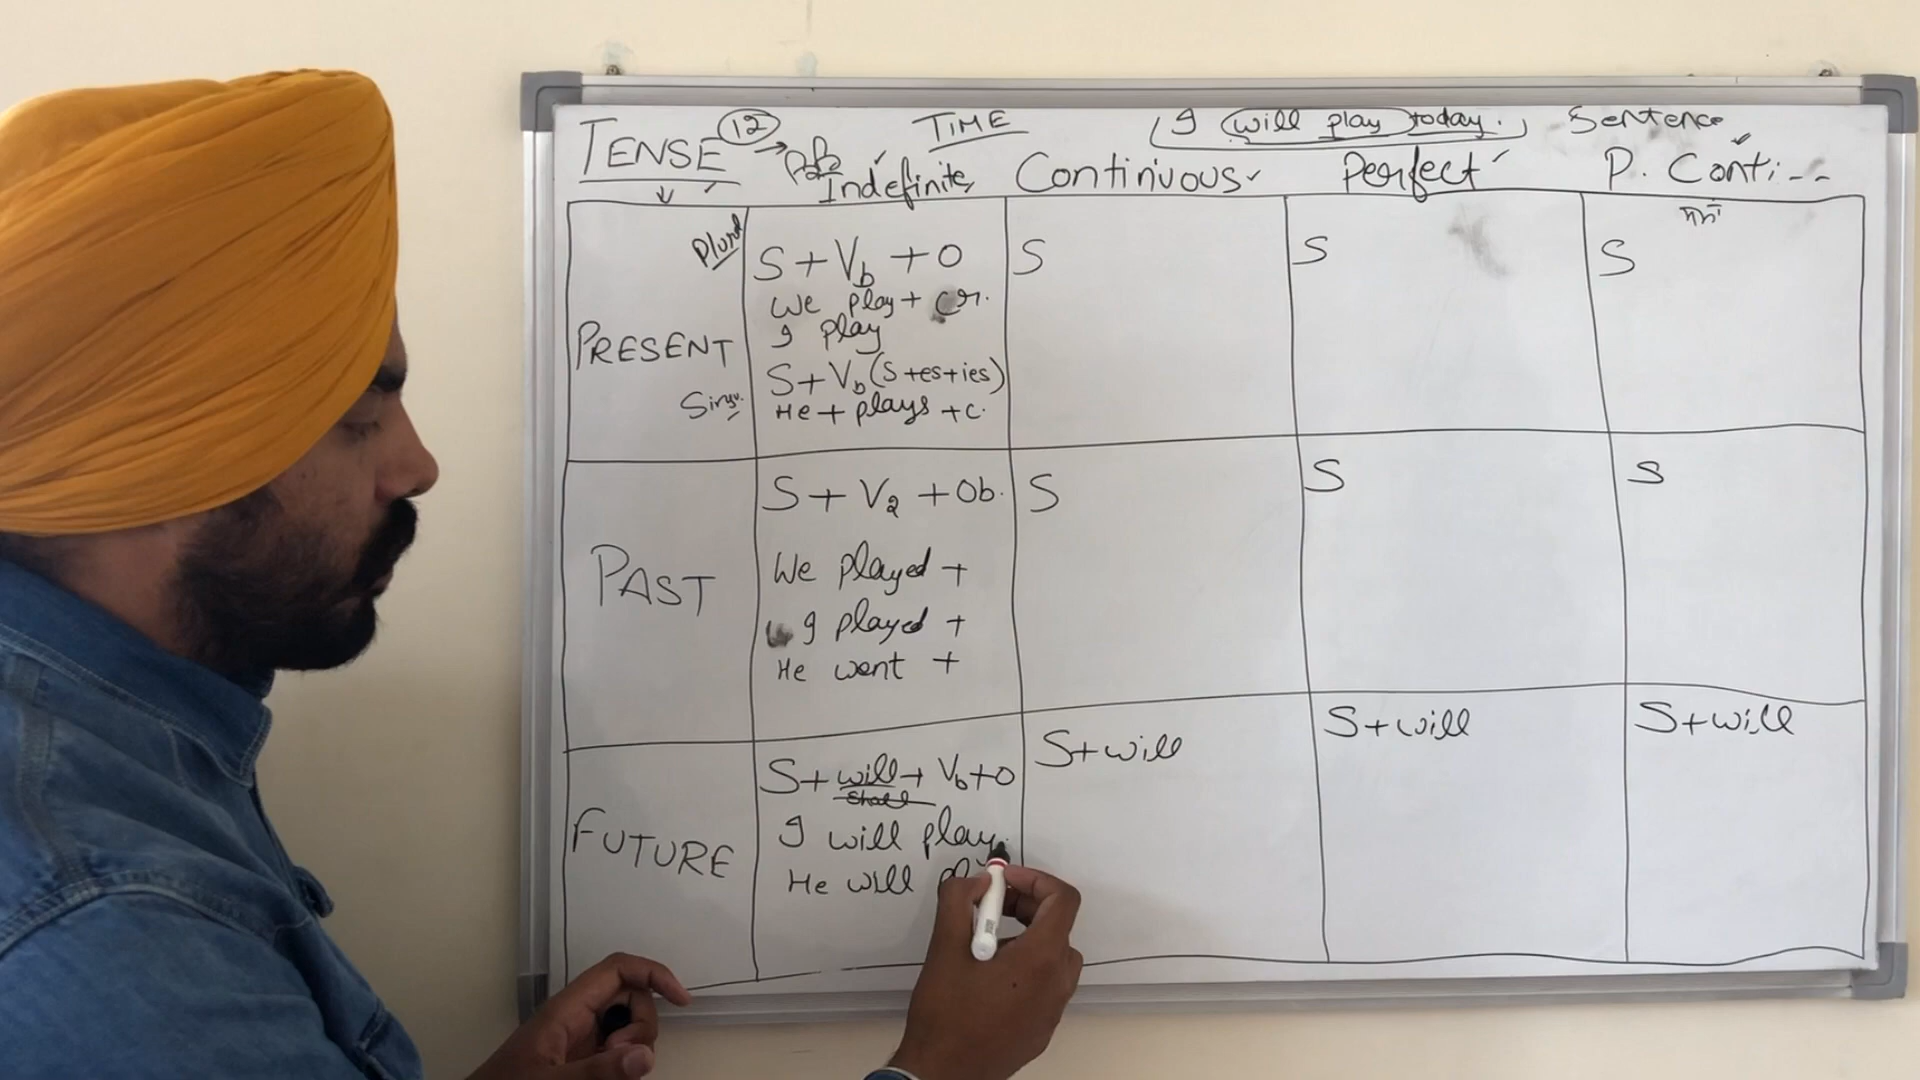 TENSE 12 TIME I will play today. Sentence
Indefinite Continuous Perfect P. Conti--
Plural
PRESENT
Singu.
S+Vb+O
We play + cr.
I play
S+Vb(s+es+ies)
He + plays + c.
S
S
S
PAST
S+V2+Ob.
We played +
I played +
He went +
S
S
S
FUTURE
S+will+Vb+O
shall
I will play.
He will
S+will
S+will
S+will